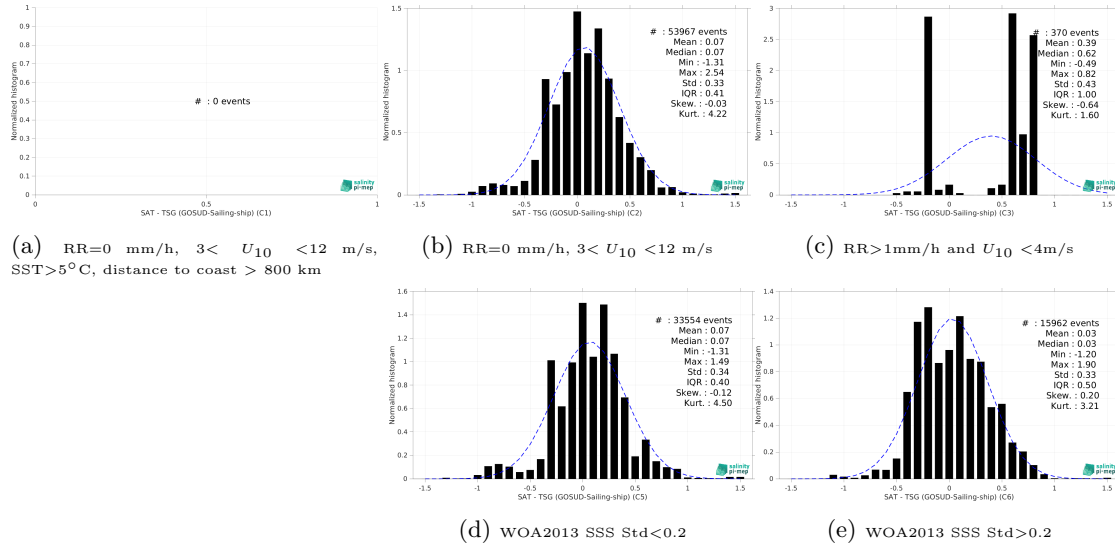 1
0.9
0.8
0.7
0.6
0.5
0.4
0.3
0.2
0.1
0
Normalized histogram
# : 0 events
0 0.5 1
SAT - TSG (GOSUD-Sailing-ship) (C1)
salinity
pi-mep
1.5
1
0.5
0
Normalized histogram
# : 53967 events
Mean : 0.07
Median : 0.07
Min : -1.31
Max : 2.54
Std : 0.33
IQR : 0.41
Skew. : -0.03
Kurt. : 4.22
-1.5 -1 -0.5 0 0.5 1 1.5
SAT - TSG (GOSUD-Sailing-ship) (C2)
salinity
pi-mep
3
2.5
2
1.5
1
0.5
0
Normalized histogram
# : 370 events
Mean : 0.39
Median : 0.62
Min : -0.49
Max : 0.82
Std : 0.43
IQR : 1.00
Skew. : -0.64
Kurt. : 1.60
-1.5 -1 -0.5 0 0.5 1 1.5
SAT - TSG (GOSUD-Sailing-ship) (C3)
salinity
pi-mep
(a) RR=0 mm/h, 3< U10 <12 m/s,
SST>5°C, distance to coast > 800 km
(b) RR=0 mm/h, 3< U10 <12 m/s
(c) RR>1mm/h and U10 <4m/s
1.6
1.4
1.2
1
0.8
0.6
0.4
0.2
0
Normalized histogram
# : 33554 events
Mean : 0.07
Median : 0.07
Min : -1.31
Max : 1.49
Std : 0.34
IQR : 0.40
Skew. : -0.12
Kurt. : 4.50
-1.5 -1 -0.5 0 0.5 1 1.5
SAT - TSG (GOSUD-Sailing-ship) (C5)
salinity
pi-mep
1.4
1.2
1
0.8
0.6
0.4
0.2
0
Normalized histogram
# : 15962 events
Mean : 0.03
Median : 0.03
Min : -1.20
Max : 1.90
Std : 0.33
IQR : 0.50
Skew. : 0.20
Kurt. : 3.21
-1.5 -1 -0.5 0 0.5 1 1.5
SAT - TSG (GOSUD-Sailing-ship) (C6)
salinity
pi-mep
(d) WOA2013 SSS Std<0.2
(e) WOA2013 SSS Std>0.2